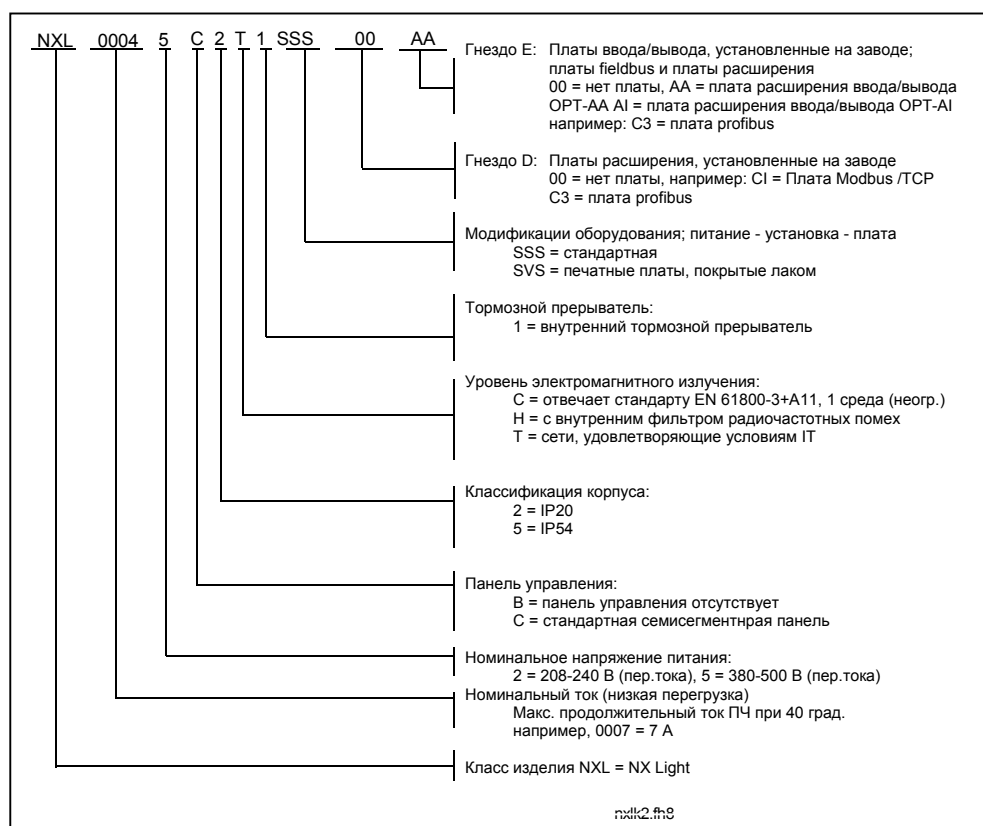 NXL 0004 5 C 2 T 1 SSS 00 AA
Гнездо E: Платы ввода/вывода, установленные на заводе;
платы fieldbus и платы расширения
00 = нет платы, AA = плата расширения ввода/вывода
OPT-AA AI = плата расширения ввода/вывода OPT-AI
например: C3 = плата profibus
Гнездо D: Платы расширения, установленные на заводе
00 = нет платы, например: CI = Плата Modbus /TCP
C3 = плата profibus
Модификации оборудования; питание - установка - плата
SSS = стандартная
SVS = печатные платы, покрытые лаком
Тормозной прерыватель:
1 = внутренний тормозной прерыватель
Уровень электромагнитного излучения:
C = отвечает стандарту EN 61800-3+A11, 1 среда (неогр.)
H = с внутренним фильтром радиочастотных помех
T = сети, удовлетворяющие условиям IT
Классификация корпуса:
2 = IP20
5 = IP54
Панель управления:
B = панель управления отсутствует
C = стандартная семисегментнрая панель
Номинальное напряжение питания:
2 = 208-240 В (пер.тока), 5 = 380-500 В (пер.тока)
Номинальный ток (низкая перегрузка)
Макс. продолжительный ток ПЧ при 40 град.
например, 0007 = 7 А
Класс изделия NXL = NX Light
nxlk2.fh8